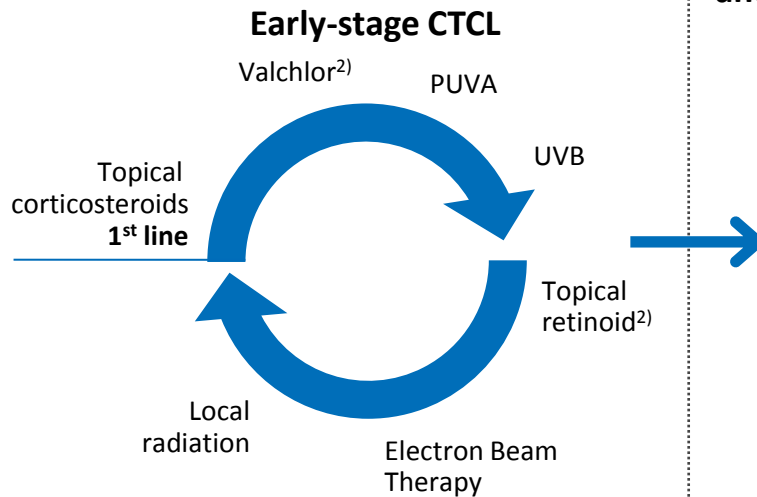 Early-stage CTCL
Valchlor2)
PUVA
UVB
Topical
corticosteroids
1st line
Topical
retinoid2)
Electron Beam
Therapy
Local
radiation